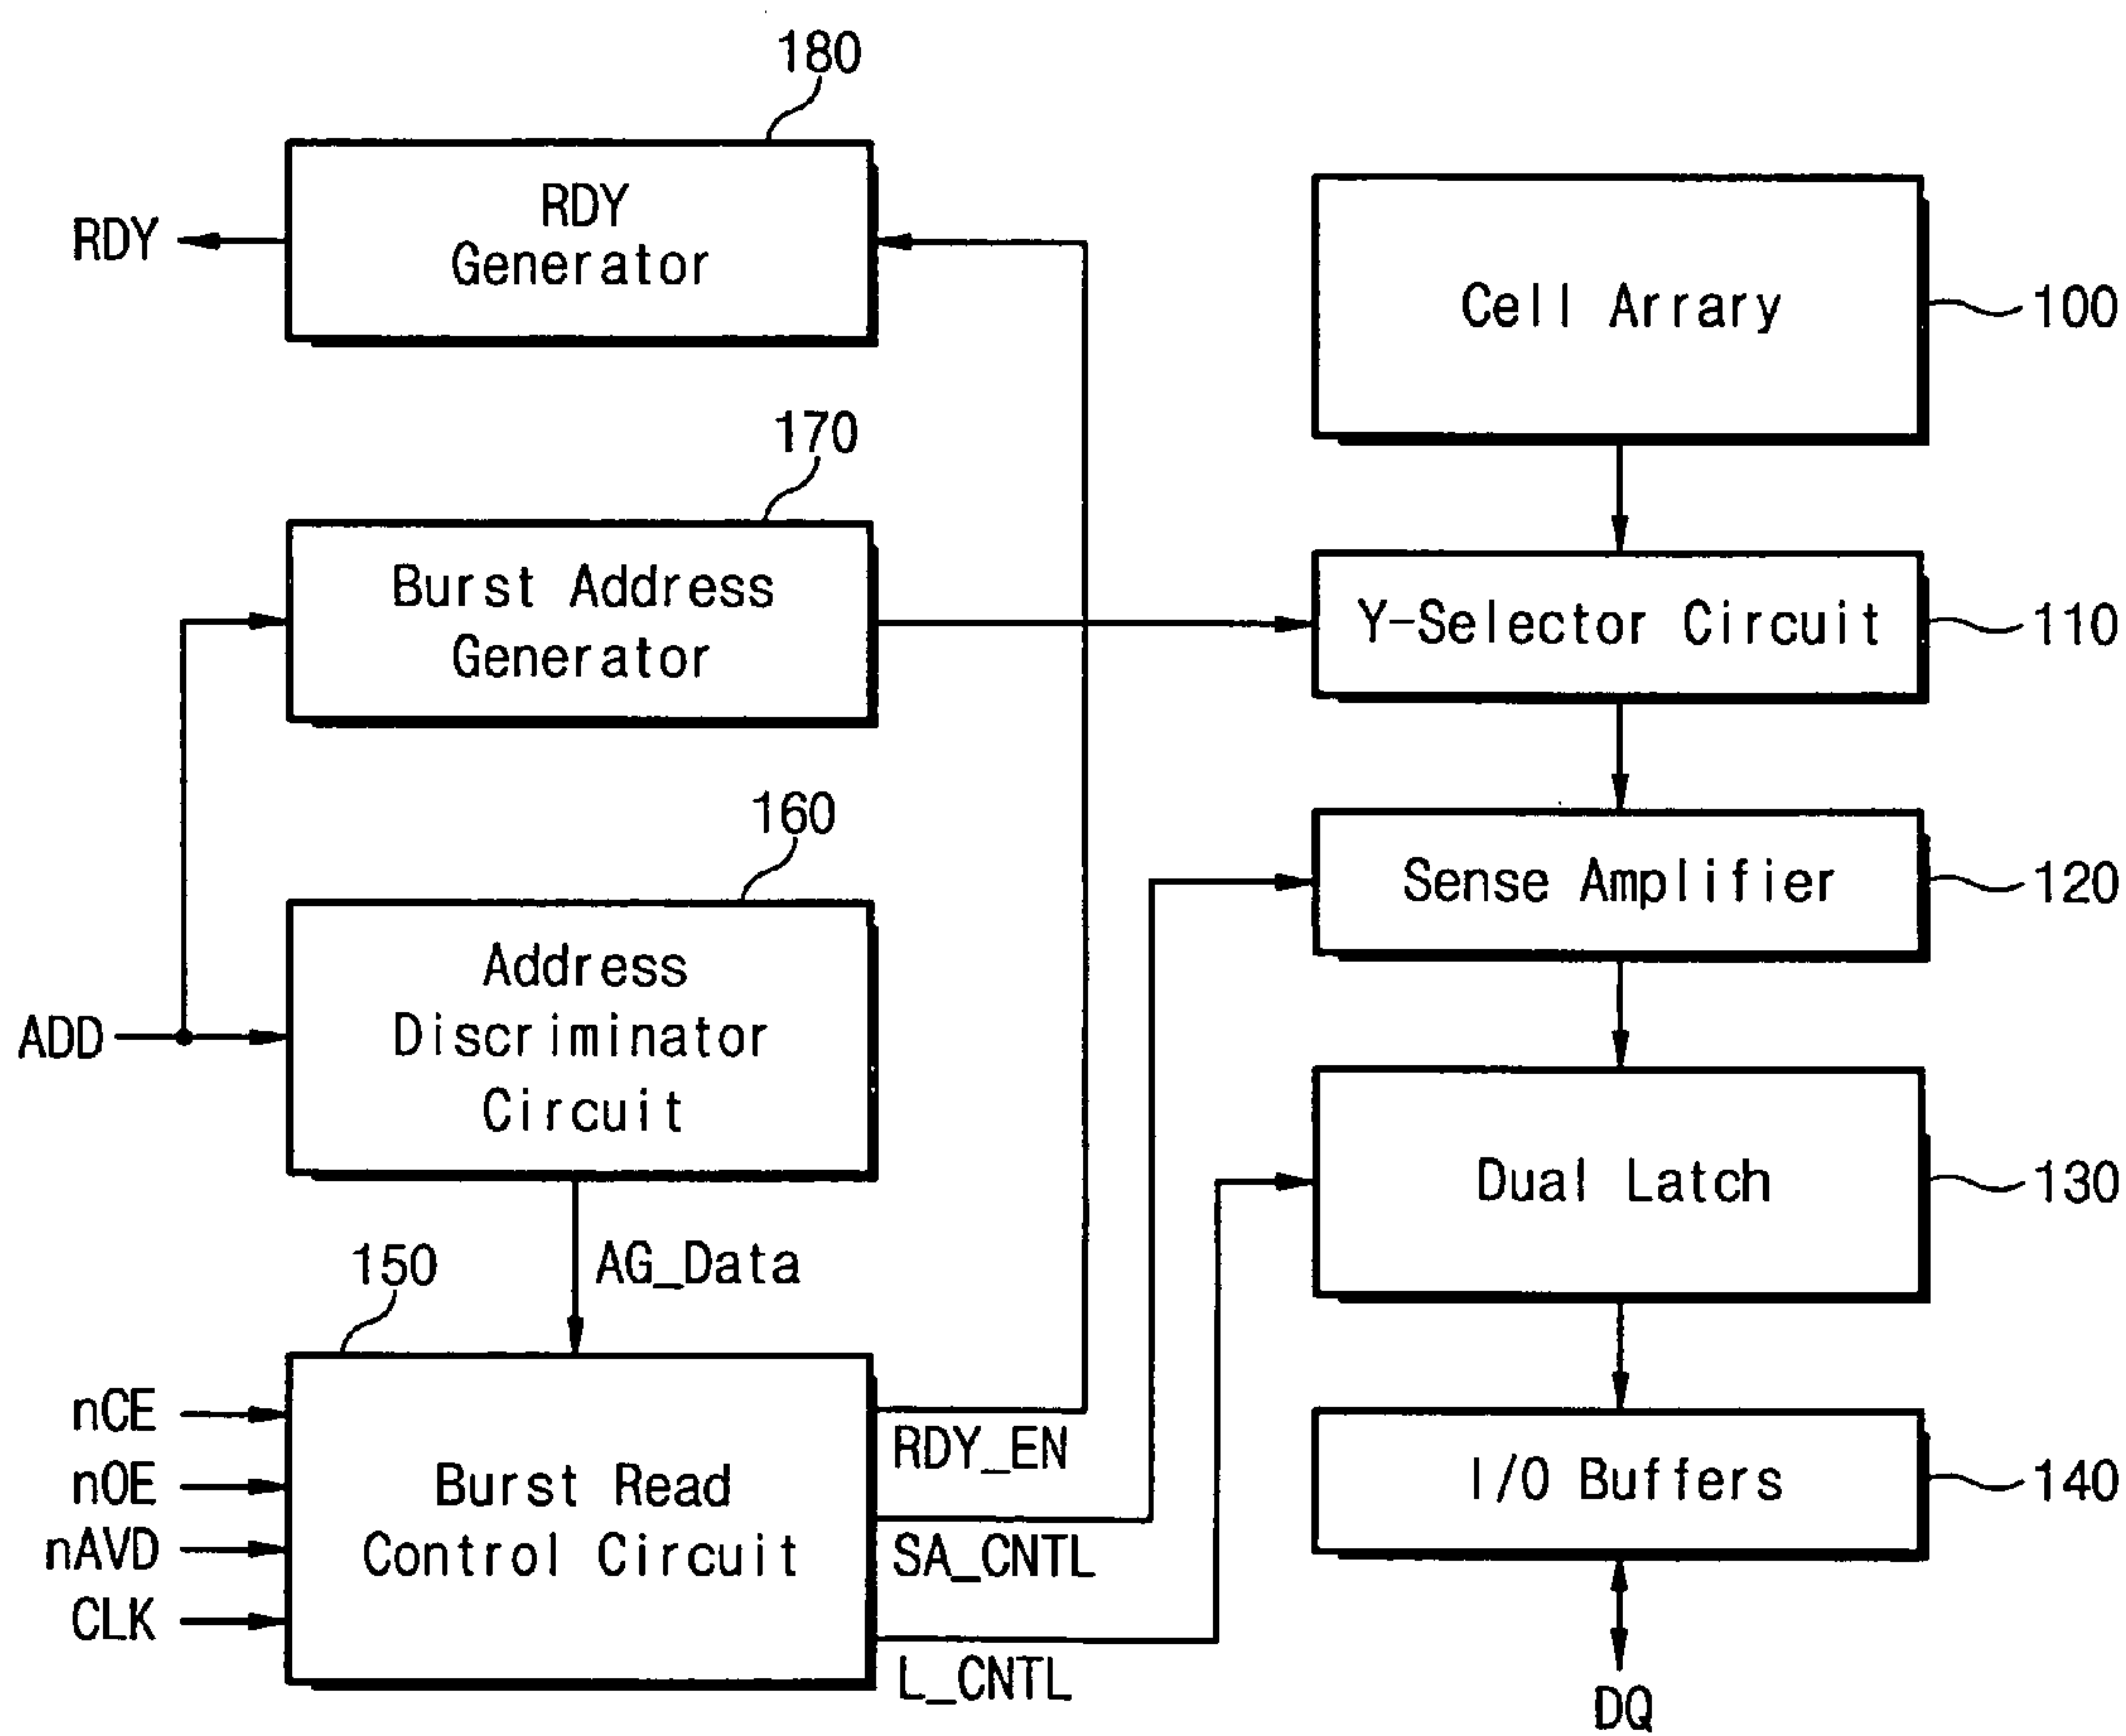 180
RDY
Generator
RDY
Cell Arrary
100
170
Burst Address
Generator
Y-Selector Circuit
110
160
Sense Amplifier
120
Address
Discriminator
Circuit
ADD
Dual Latch
130
150
AG_Data
nCE
nOE
nAVD
CLK
Burst Read
Control Circuit
RDY_EN
SA_CNTL
L_CNTL
I/O Buffers
140
DQ